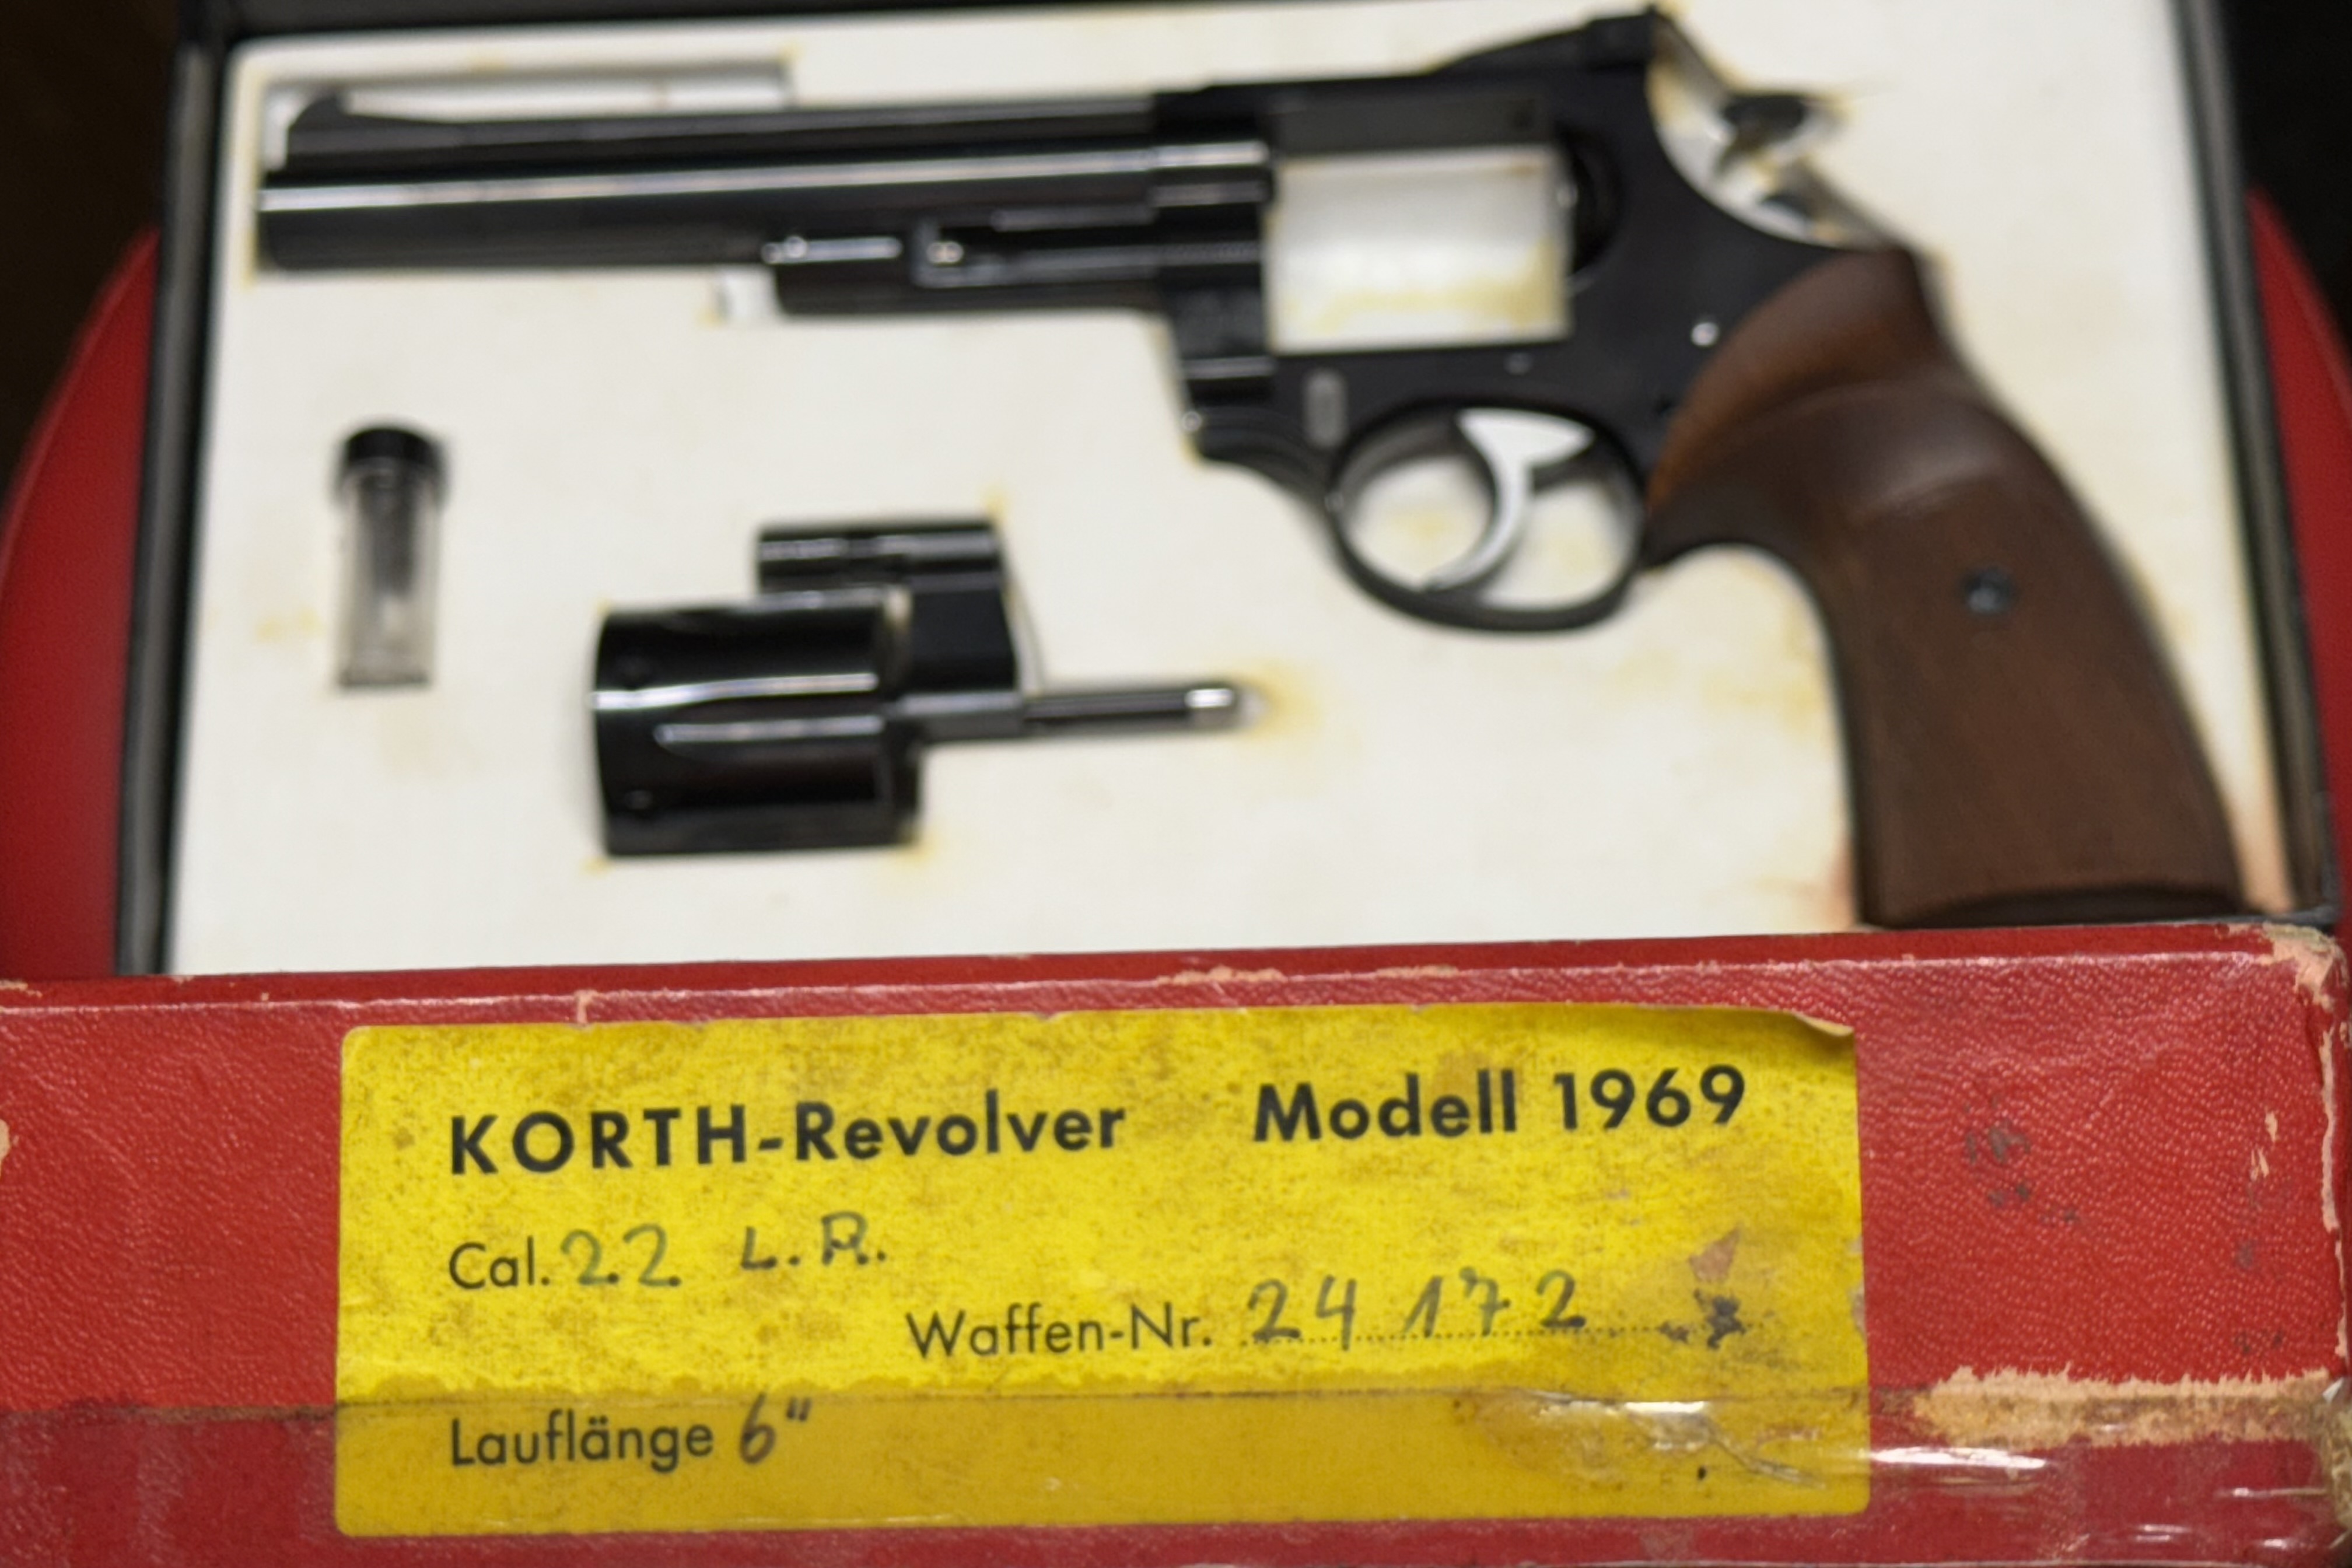 KORTH-Revolver Modell 1969
Cal. 22 L.R.
Waffen-Nr. 24172
Lauflänge 6"